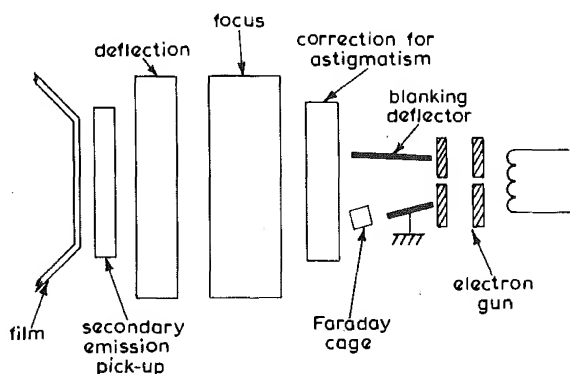 focus
deflection
correction for
astigmatism
blanking
deflector
film
secondary
emission
pick-up
Faraday
cage
electron
gun